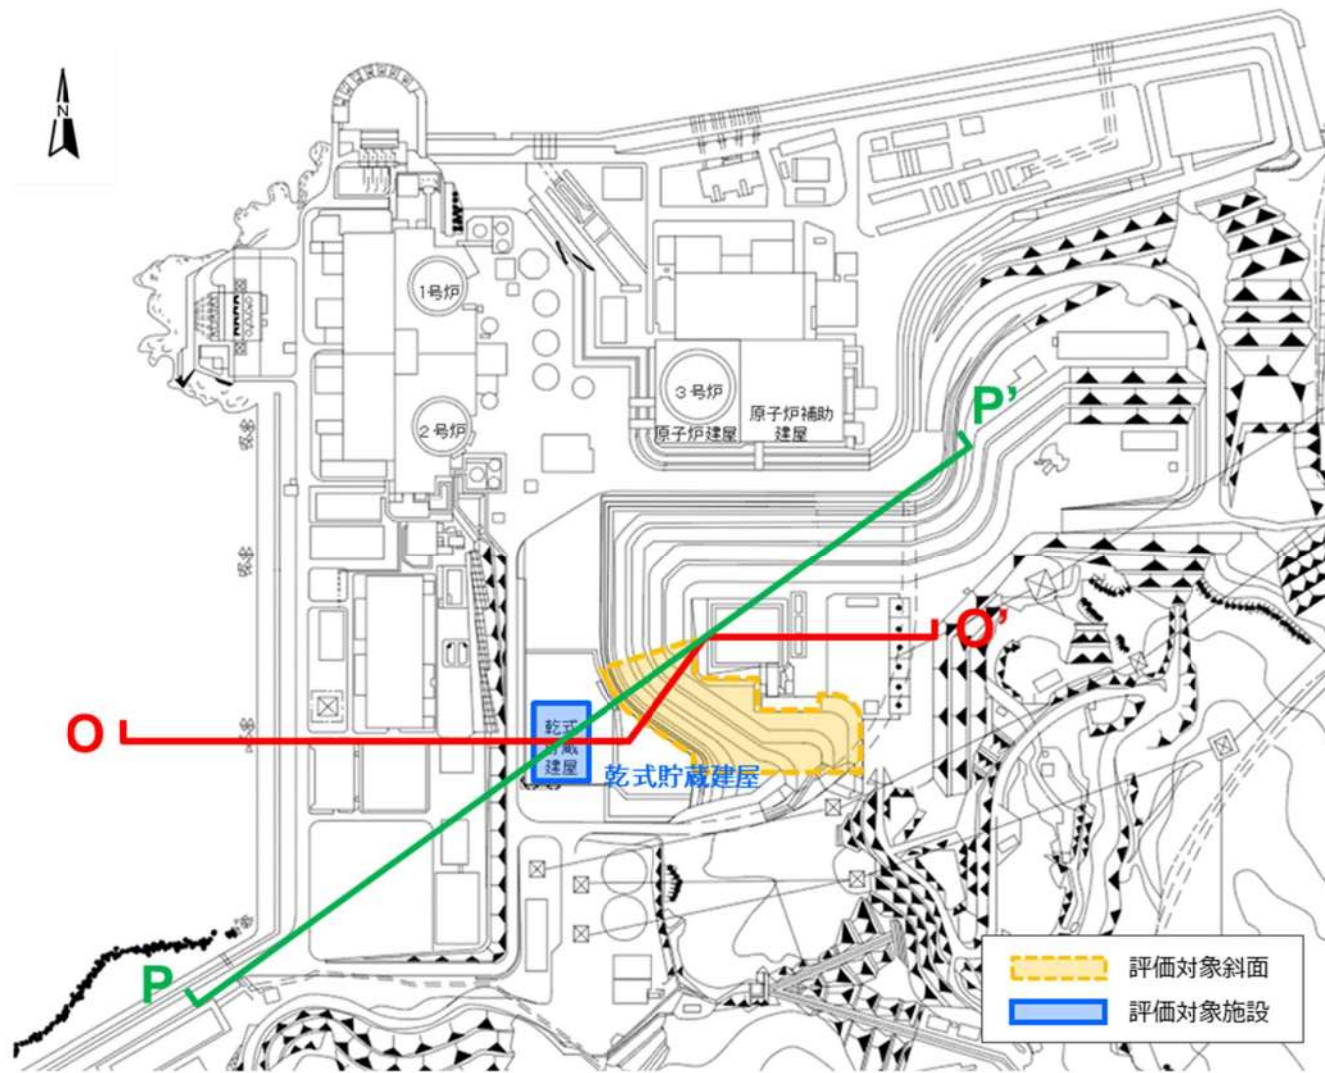 N
1号炉
2号炉
3号炉
原子炉建屋
原子炉補助
建屋
P'
O'
O
乾式
貯蔵
建屋
乾式貯蔵建屋
P
評価対象斜面
評価対象施設